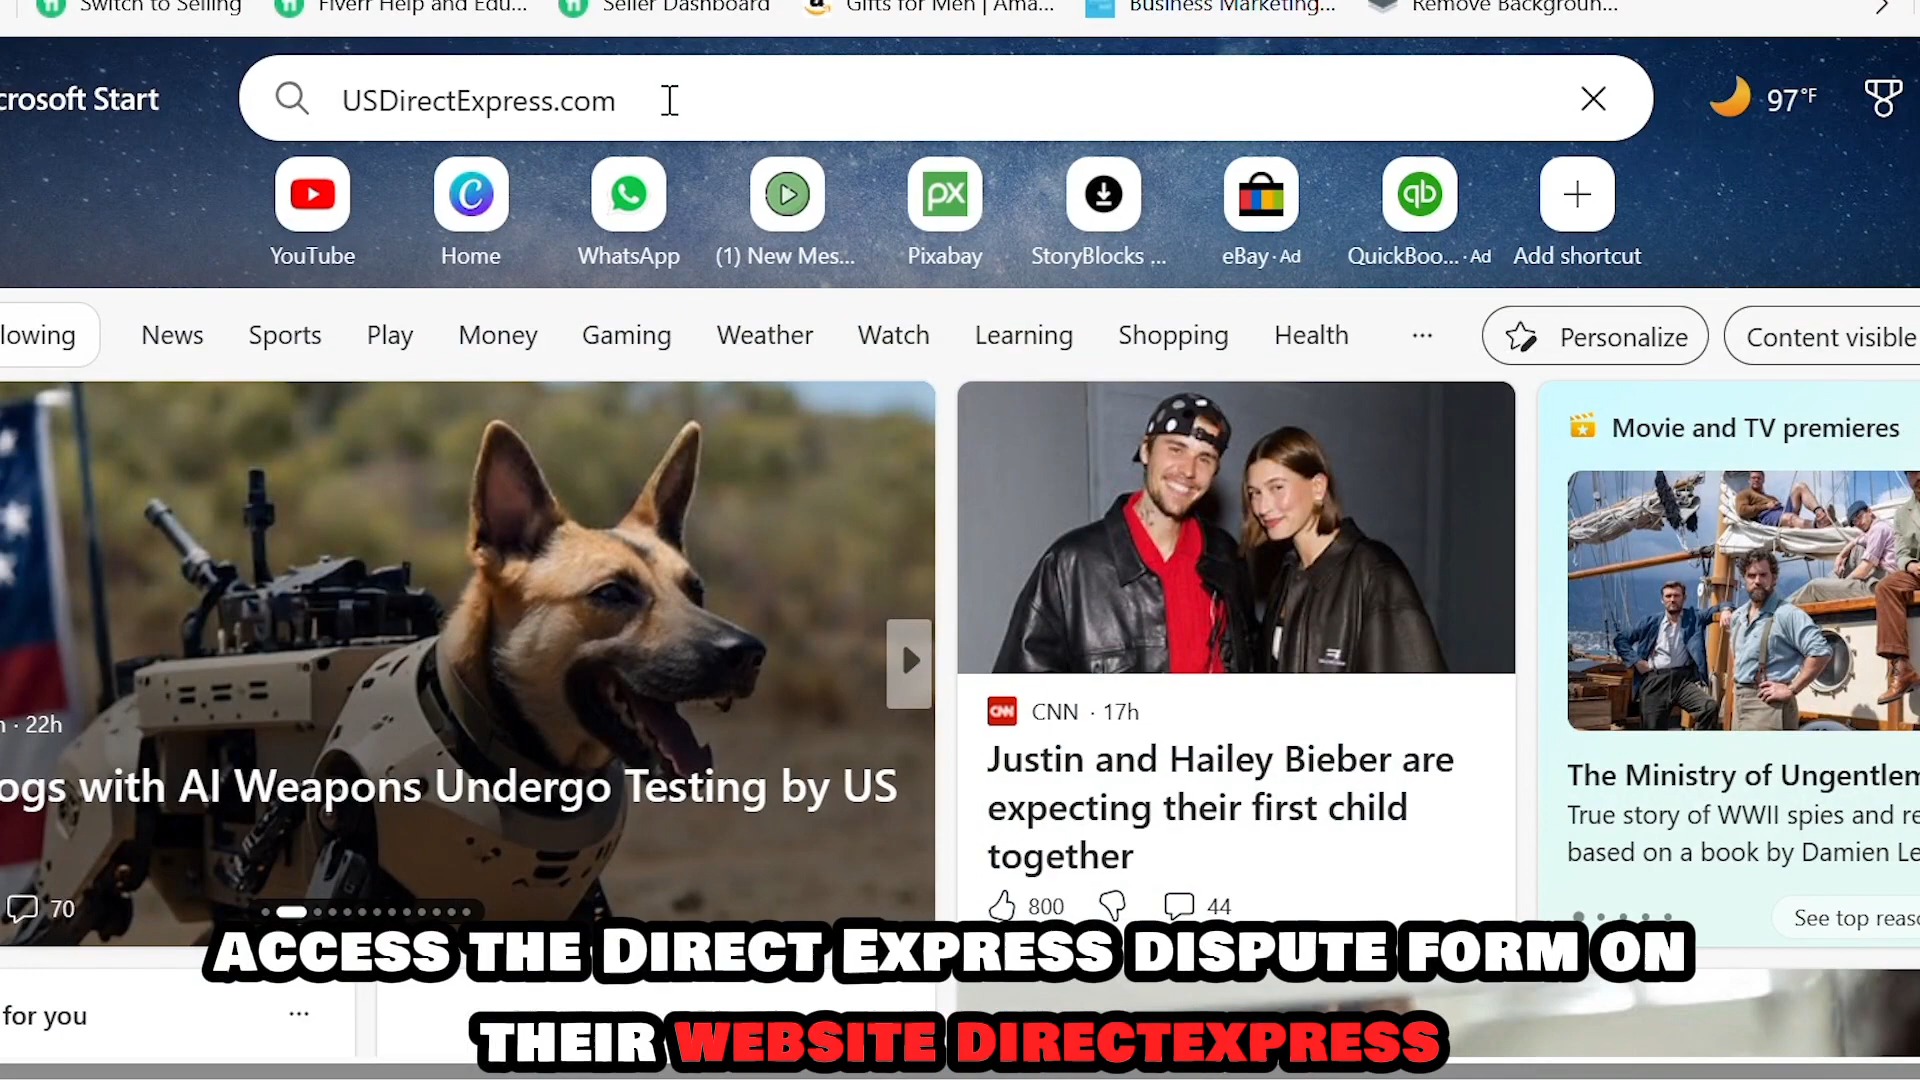 Switch to Selling
Fiverr Help and Edu...
Seller Dashboard
Gifts for Men | Ama...
Business Marketing...
Remove Backgroun...
crosoft Start
USDirectExpress.com
97°F
YouTube
Home
WhatsApp
(1) New Mes...
px
Pixabay
StoryBlocks ...
eBay · Ad
qb
QuickBoo... · Ad
Add shortcut
lowing
News
Sports
Play
Money
Gaming
Weather
Watch
Learning
Shopping
Health
...
Personalize
Content visible
· 22h
ogs with AI Weapons Undergo Testing by US
70
CNN
CNN · 17h
Justin and Hailey Bieber are
expecting their first child
together
800
44
Movie and TV premieres
The Ministry of Ungentlem
True story of WWII spies and re
based on a book by Damien Le
See top reaso
for you
...
ACCESS THE DIRECT EXPRESS DISPUTE FORM ON
THEIR WEBSITE DIRECTEXPRESS